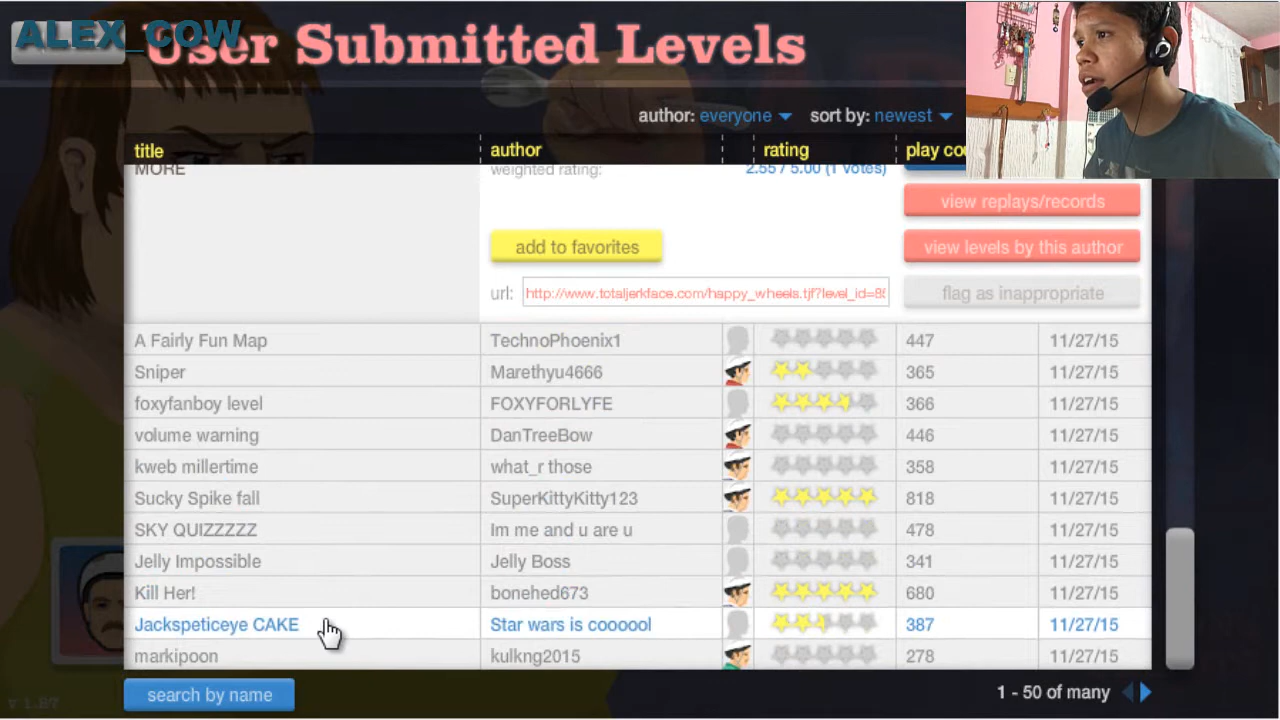 ALEX_COW
User Submitted Levels
author: everyone sort by: newest
title author rating play co
MORE weighted rating: 2.55 / 5.00 (1 votes)
view replays/records
add to favorites view levels by this author
url: http://www.totaljerkface.com/happy_wheels.tjf?level_id=8 flag as inappropriate
A Fairly Fun Map TechnoPhoenix1 447 11/27/15
Sniper Marethyu4666 365 11/27/15
foxyfanboy level FOXYFORLYFE 366 11/27/15
volume warning DanTreeBow 446 11/27/15
kweb millertime what_r those 358 11/27/15
Sucky Spike fall SuperKittyKitty123 818 11/27/15
SKY QUIZZZZZ Im me and u are u 478 11/27/15
Jelly Impossible Jelly Boss 341 11/27/15
Kill Her! bonehed673 680 11/27/15
Jackspeticeye CAKE Star wars is coooool 387 11/27/15
markipoon kulkng2015 278 11/27/15
search by name 1 - 50 of many
v 1.87